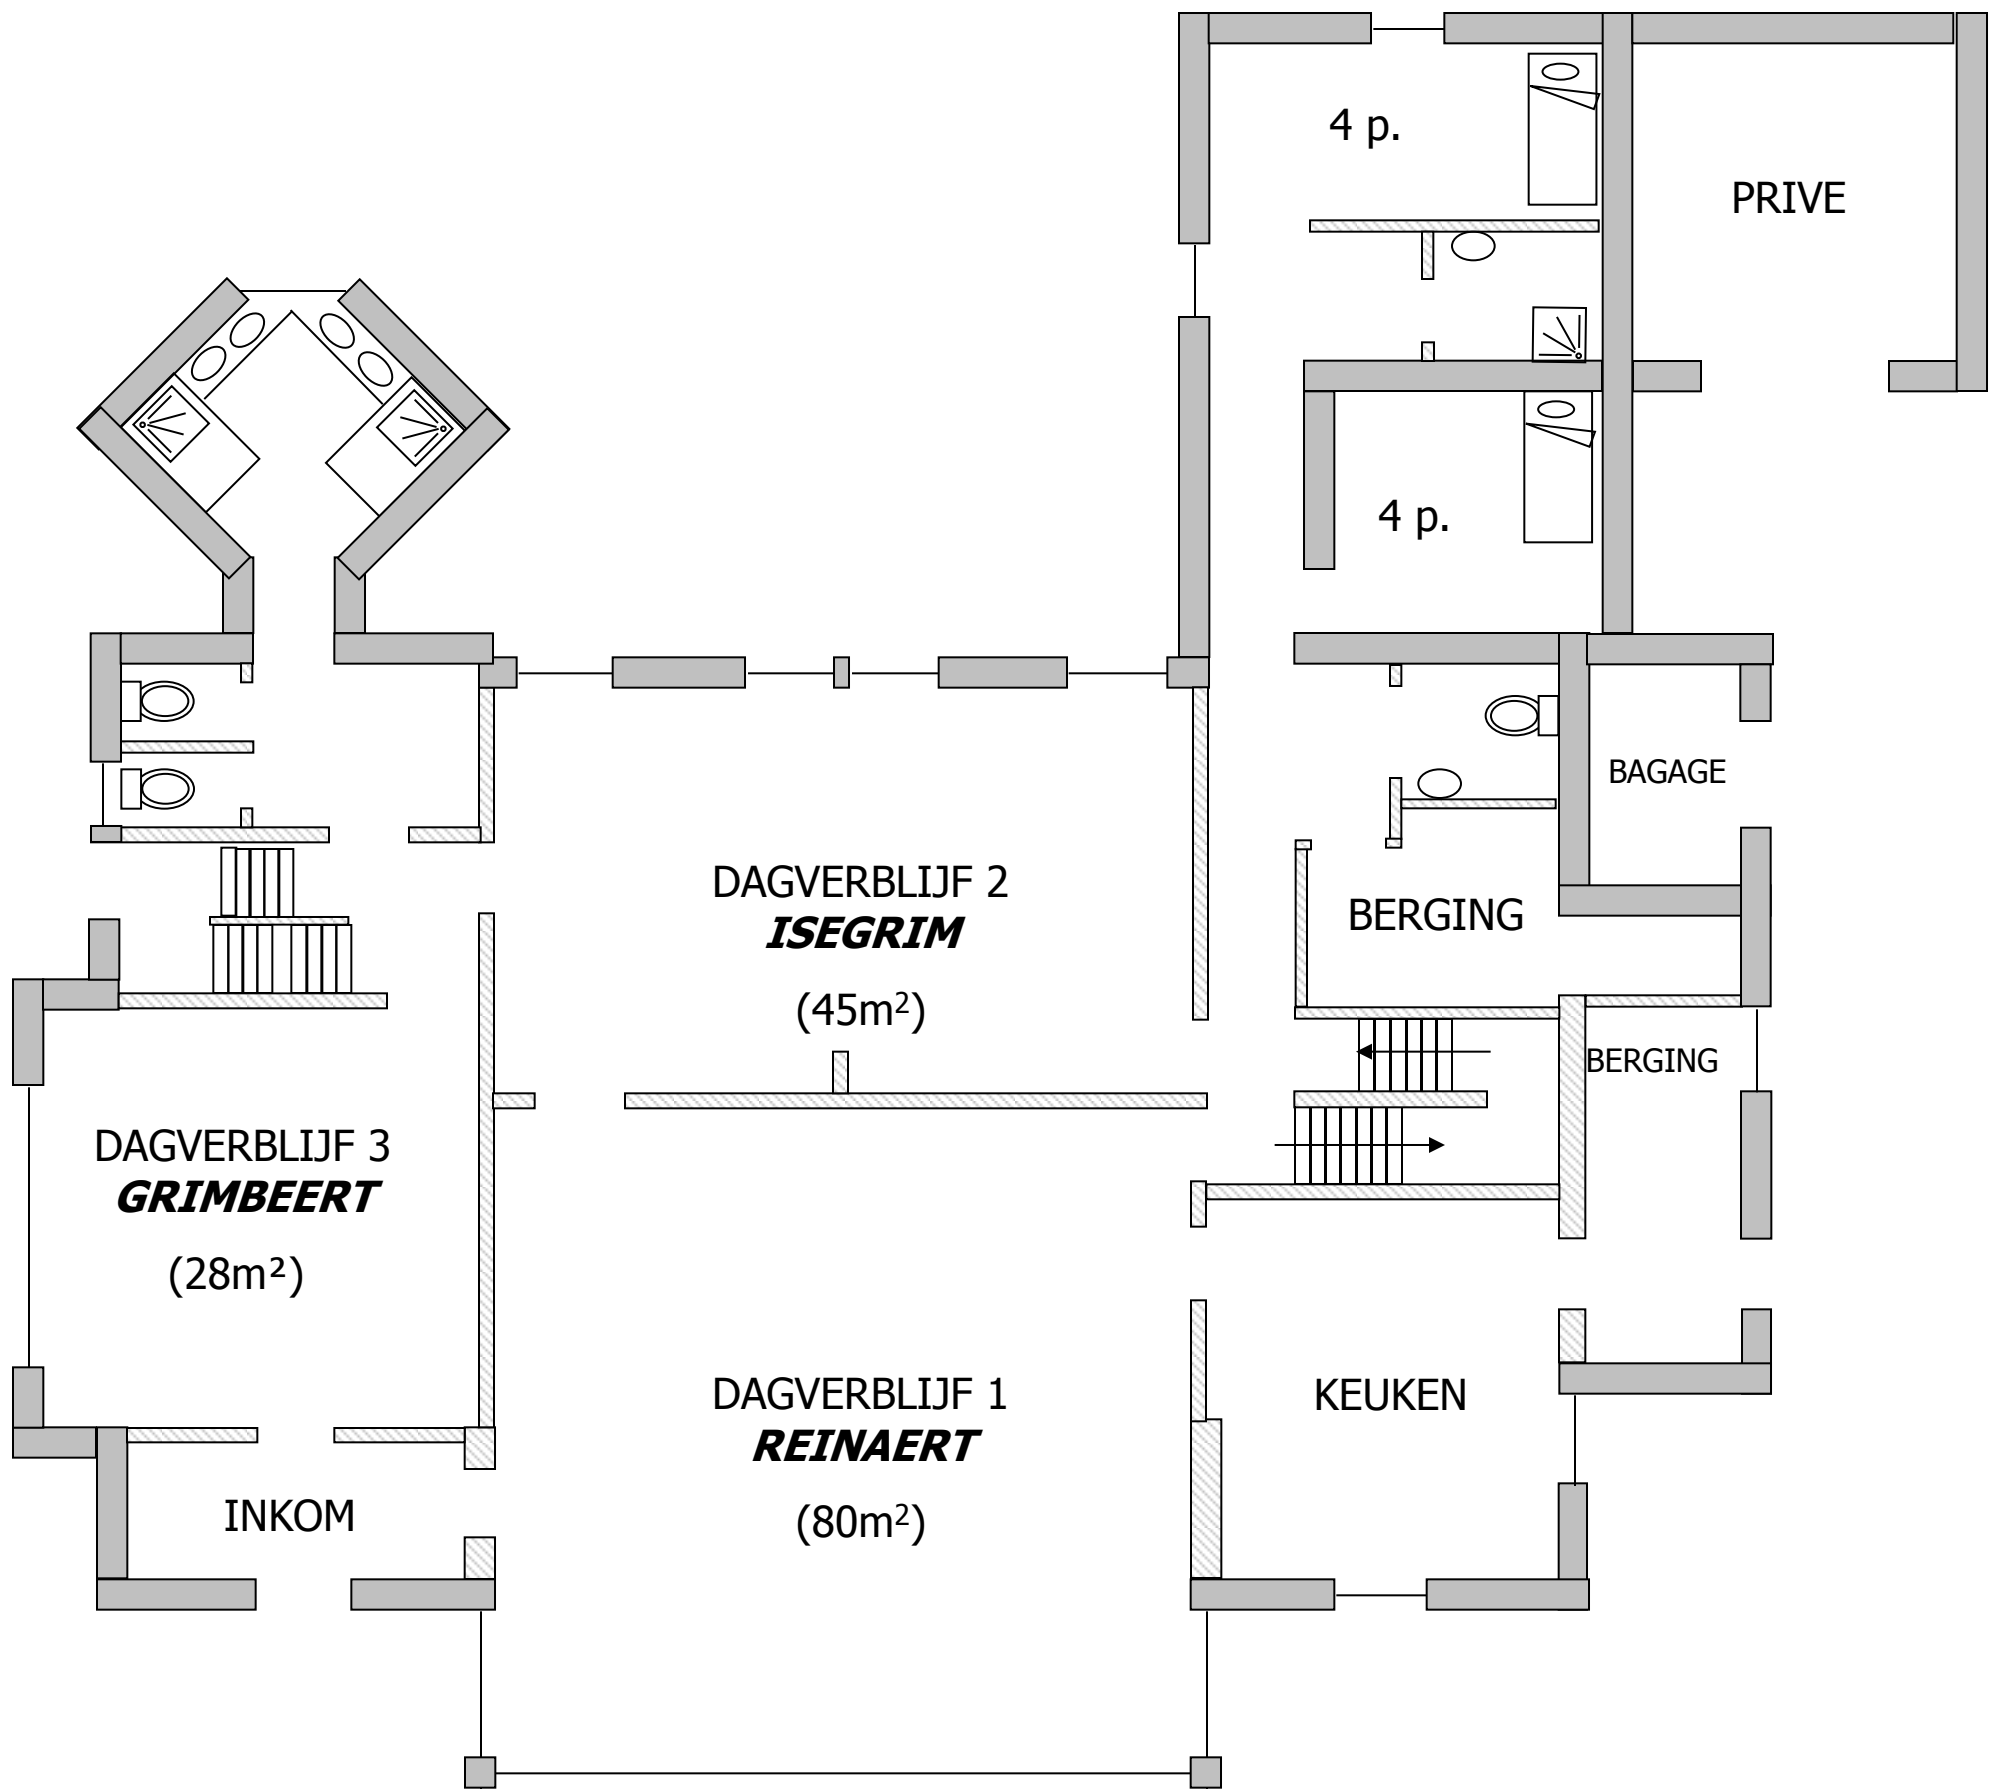 4 p.
PRIVE
4 p.
BAGAGE
DAGVERBLIJF 2
ISEGRIM
(45m²)
BERGING
BERGING
DAGVERBLIJF 3
GRIMBEERT
(28m²)
DAGVERBLIJF 1
REINAERT
(80m²)
KEUKEN
INKOM